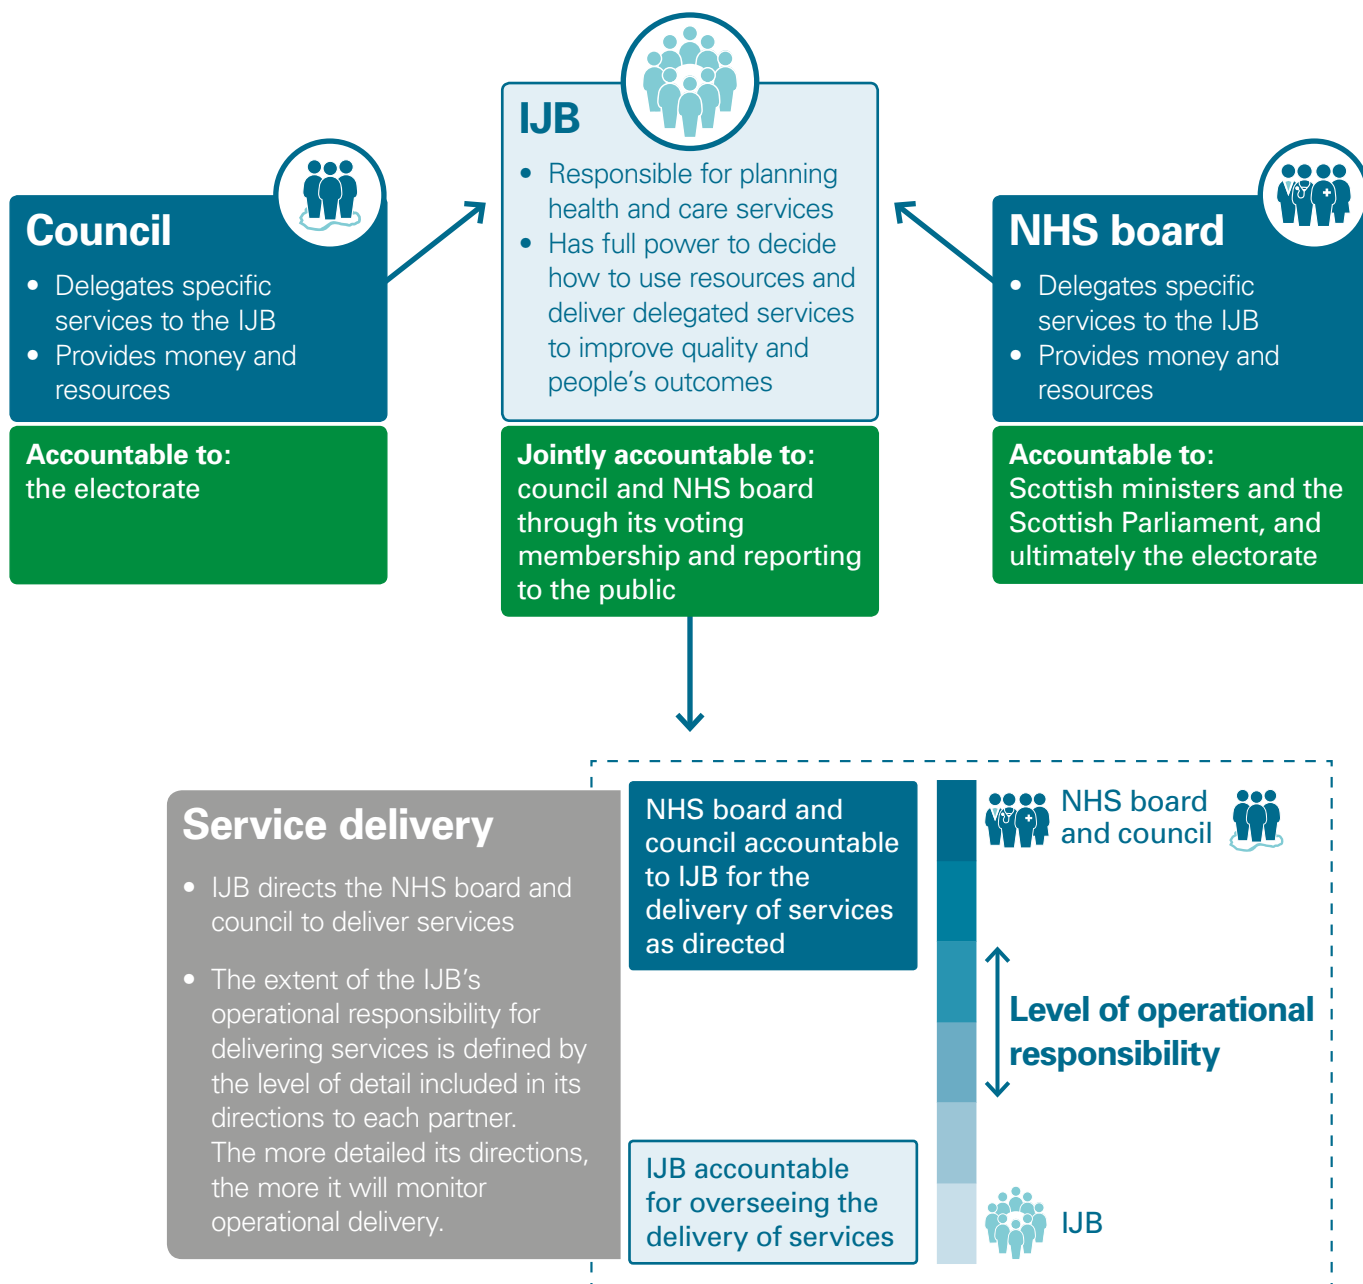 IJB
• Responsible for planning
health and care services
• Has full power to decide
how to use resources and
deliver delegated services
to improve quality and
people’s outcomes
Council
• Delegates specific
services to the IJB
• Provides money and
resources
NHS board
• Delegates specific
services to the IJB
• Provides money and
resources
Accountable to:
the electorate
Jointly accountable to:
council and NHS board
through its voting
membership and reporting
to the public
Accountable to:
Scottish ministers and the
Scottish Parliament, and
ultimately the electorate
Service delivery
• IJB directs the NHS board and
council to deliver services
• The extent of the IJB’s
operational responsibility for
delivering services is defined by
the level of detail included in its
directions to each partner.
The more detailed its directions,
the more it will monitor
operational delivery.
NHS board and
council accountable
to IJB for the
delivery of services
as directed
IJB accountable
for overseeing the
delivery of services
NHS board
and council
Level of operational
responsibility
IJB